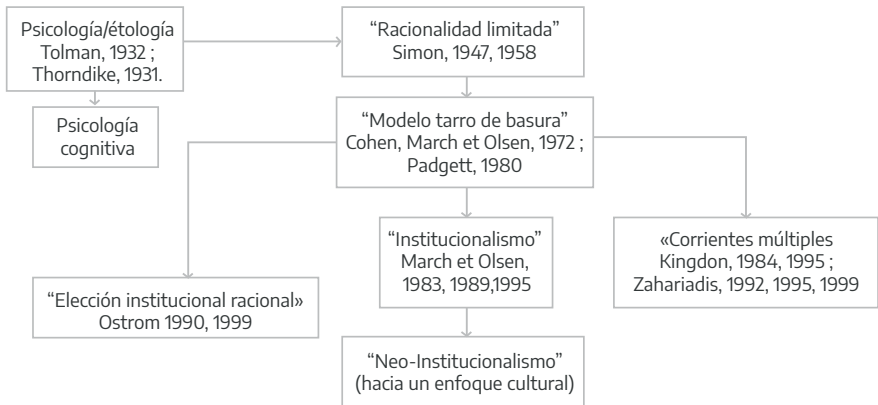 Psicología/étología
Tolman, 1932 ;
Thorndike, 1931.
“Racionalidad limitada”
Simon, 1947, 1958
Psicología
cognitiva
“Modelo tarro de basura”
Cohen, March et Olsen, 1972 ;
Padgett, 1980
“Institucionalismo”
March et Olsen,
1983, 1989,1995
«Corrientes múltiples
Kingdon, 1984, 1995 ;
Zahariadis, 1992, 1995, 1999
“Elección institucional racional»
Ostrom 1990, 1999
“Neo-Institucionalismo”
(hacia un enfoque cultural)